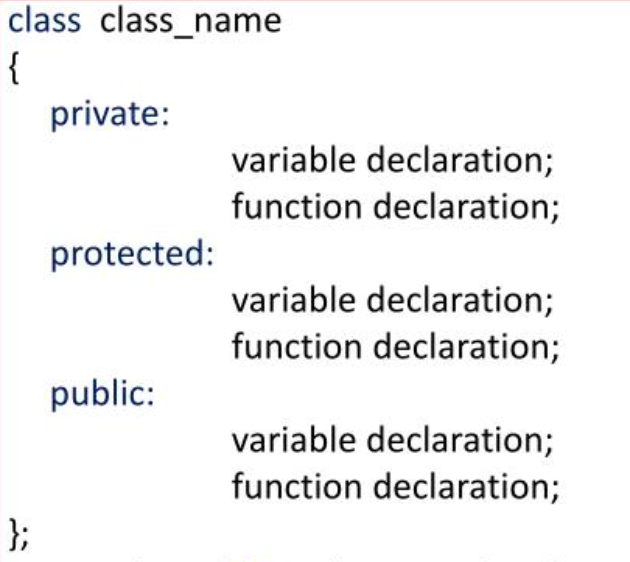 class class_name
{
private:
variable declaration;
function declaration;
protected:
variable declaration;
function declaration;
public:
variable declaration;
function declaration;
};